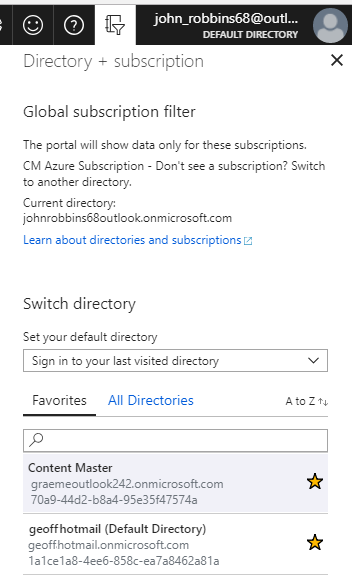 john_robbins68@outl...
DEFAULT DIRECTORY
Directory + subscription
Global subscription filter
The portal will show data only for these subscriptions.
CM Azure Subscription - Don't see a subscription? Switch
to another directory.
Current directory:
johnrobbins68outlook.onmicrosoft.com
Learn about directories and subscriptions
Switch directory
Set your default directory
Sign in to your last visited directory
Favorites All Directories A to Z
Content Master
graemeoutlook242.onmicrosoft.com
70a9-44d2-b8a4-95e35f47574a
geoffhotmail (Default Directory)
geoffhotmail.onmicrosoft.com
1a1ce1a8-4ee6-858c-ea7a8462a81a